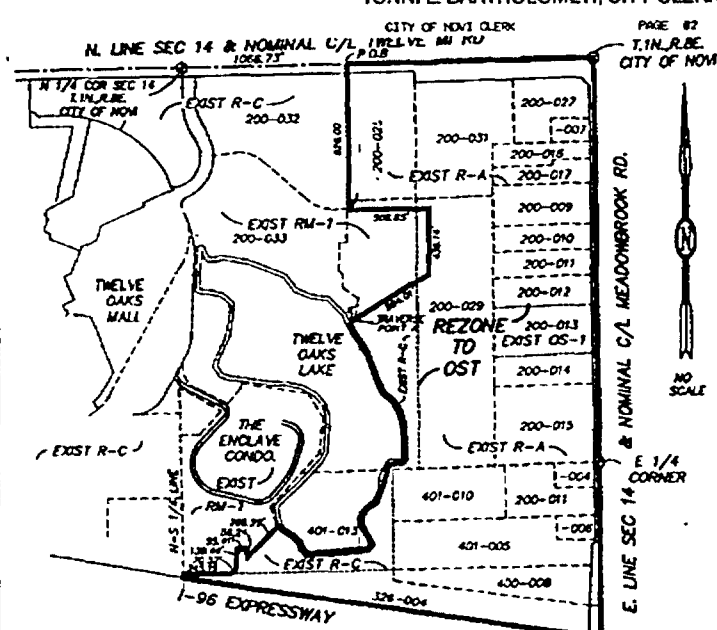 CITY OF NOVI CLERK
PAGE 82
N. LINE SEC 14 & NOMINAL C/L TWELVE MI RD
1066.73'
P.O.B
T.1N.,R.8E.
CITY OF NOVI
N 1/4 COR SEC 14
T.1N.,R.8E.
CITY OF NOVI
EXIST R-C
200-032
200-021
200-031
200-027
-007
200-016
200-017
EXIST R-A
200-009
EXIST RM-1
200-033
200-010
200-011
200-012
TWELVE
OAKS
MALL
TWELVE
OAKS
LAKE
TRAVERSE
POINT
200-029
REZONE
TO
OST
200-013
EXIST OS-1
200-014
200-015
EXIST R-C
N
NO
SCALE
THE
ENCLAVE
CONDO.
EXIST
RM-1
EXIST R-C
EXIST R-A
E 1/4
CORNER
-004
401-010
200-011
-006
401-013
401-005
N-S 1/4 LINE
EXIST R-C
400-008
326-004
I-96 EXPRESSWAY
E. LINE SEC 14 & NOMINAL C/L MEADOWBROOK RD.